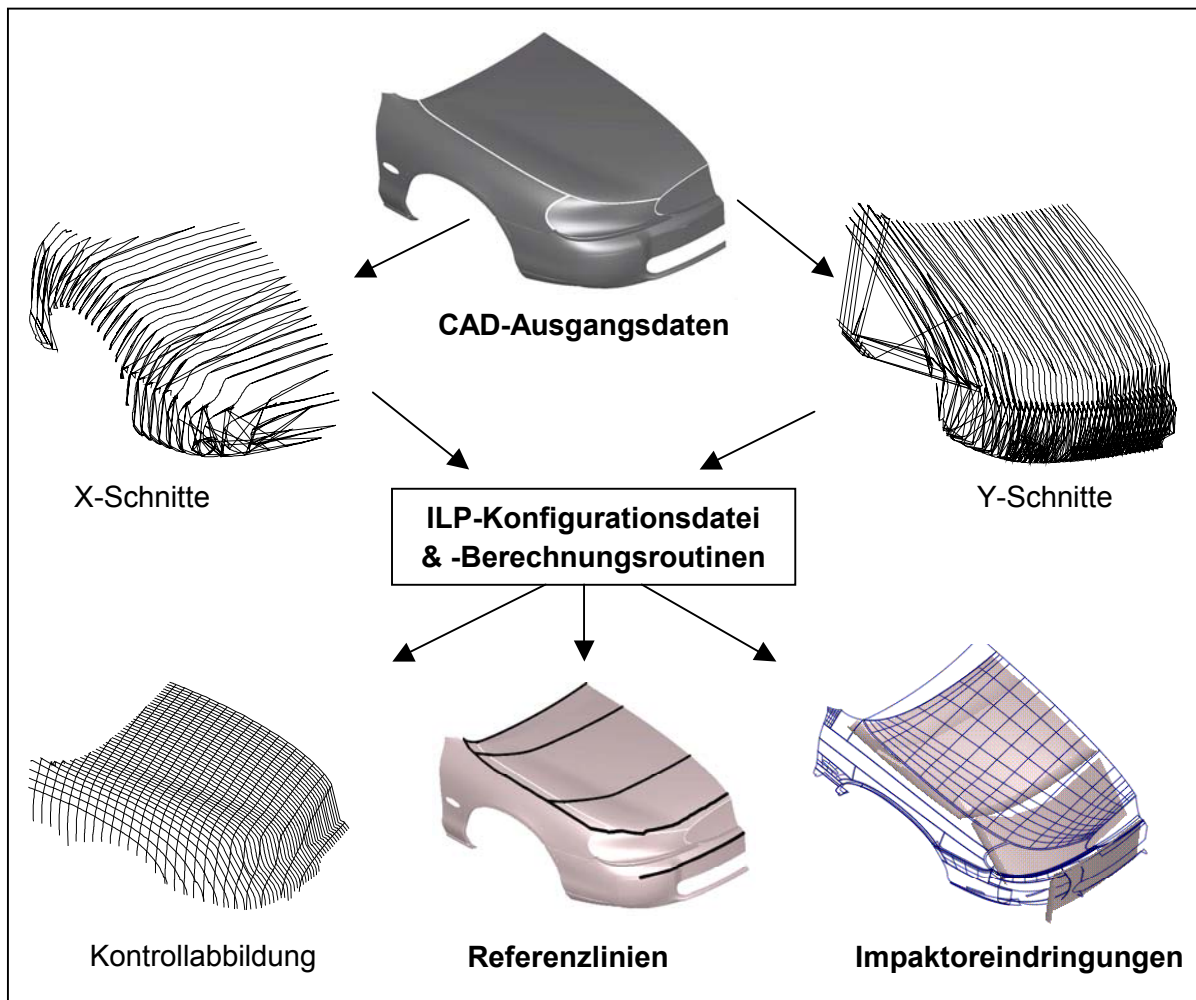 CAD-Ausgangsdaten
X-Schnitte
Y-Schnitte
ILP-Konfigurationsdatei
& -Berechnungsroutinen
Kontrollabbildung
Referenzlinien
Impaktoreindringungen